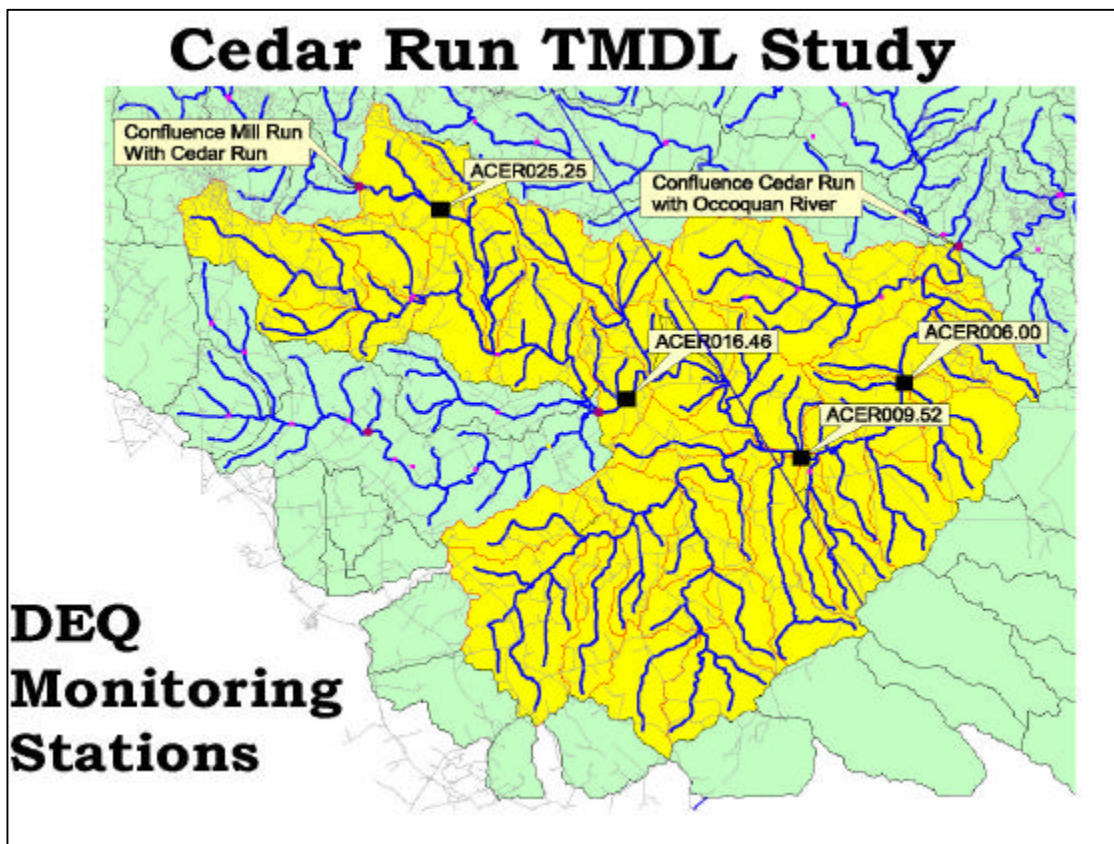 Cedar Run TMDL Study
Confluence Mill Run
With Cedar Run
ACER025.25
Confluence Cedar Run
with Occoquan River
ACER016.46
ACER006.00
ACER009.52
DEQ
Monitoring
Stations